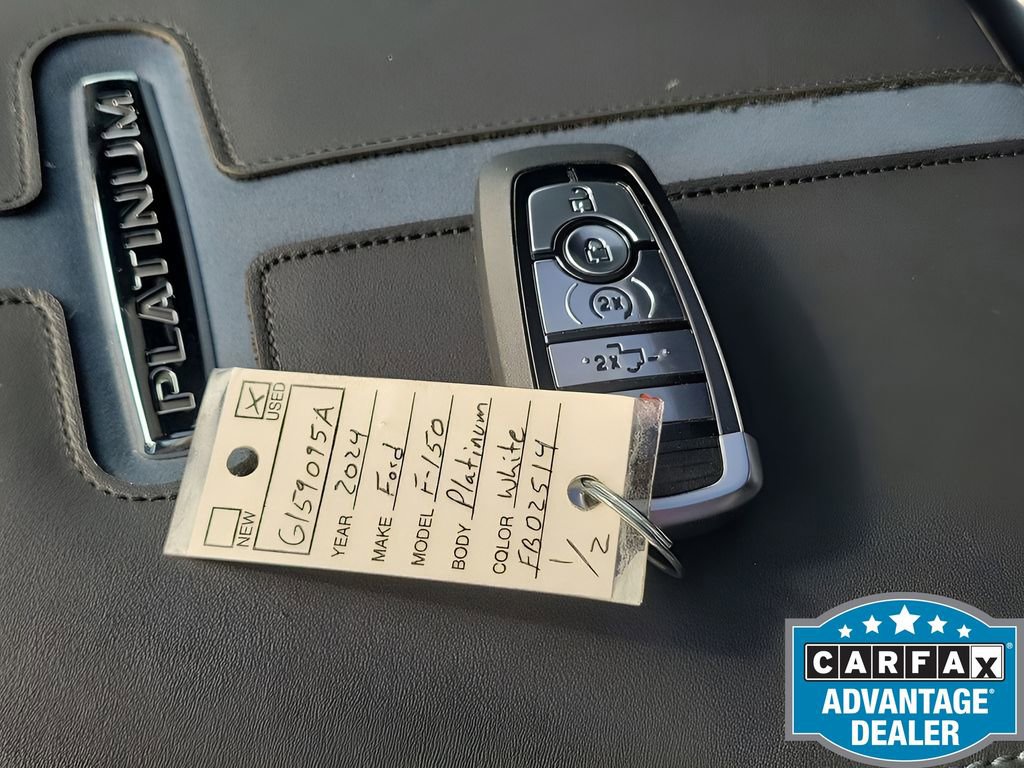 PLATINUM
2x
2x
X USED
NEW
G159095A
YEAR 2024
MAKE Ford
MODEL F-150
BODY Platinum
COLOR White
FB02514
1/2
CARFAX
ADVANTAGE
DEALER